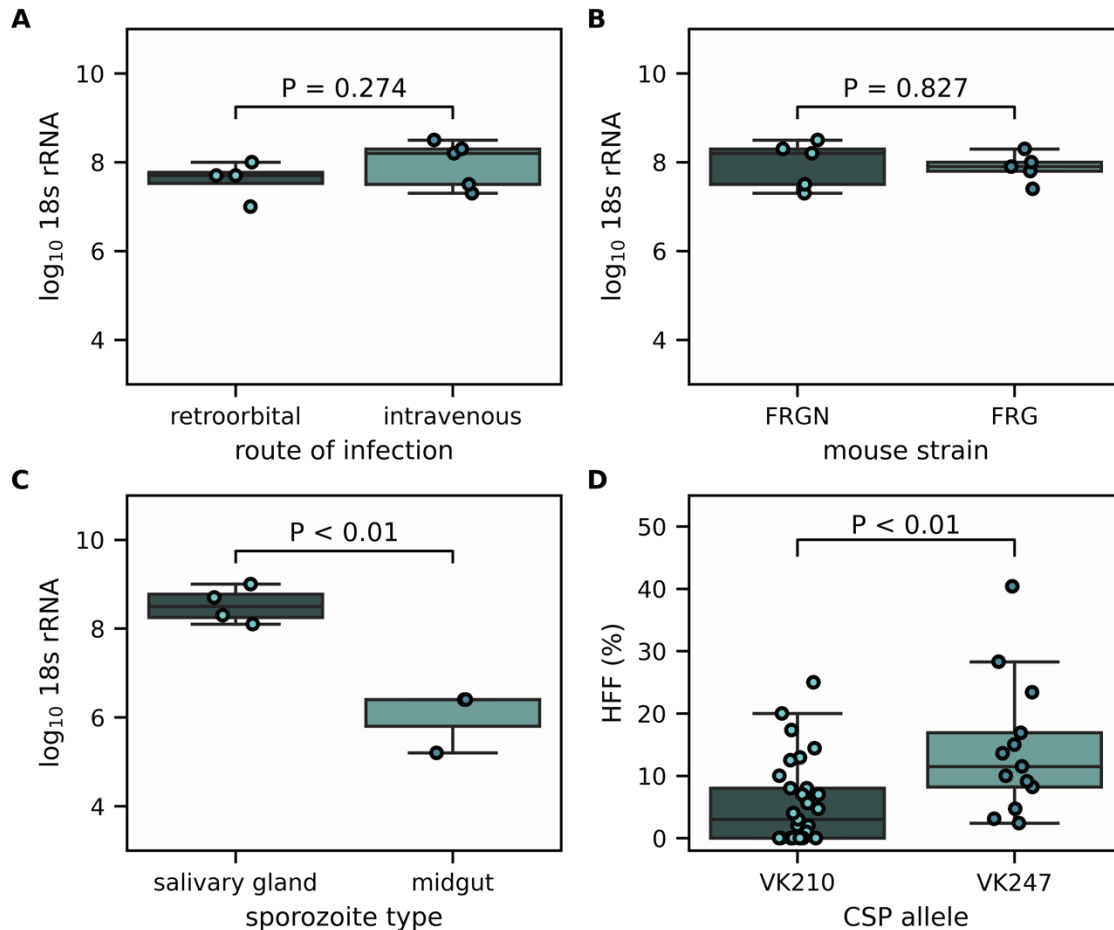 A
P = 0.274
10
8
6
4
log₁₀ 18s rRNA
retroorbital
intravenous
route of infection
B
P = 0.827
10
8
6
4
log₁₀ 18s rRNA
FRGN
FRG
mouse strain
C
P < 0.01
10
8
6
4
log₁₀ 18s rRNA
salivary gland
midgut
sporozoite type
D
P < 0.01
50
40
30
20
10
0
HFF (%)
VK210
VK247
CSP allele